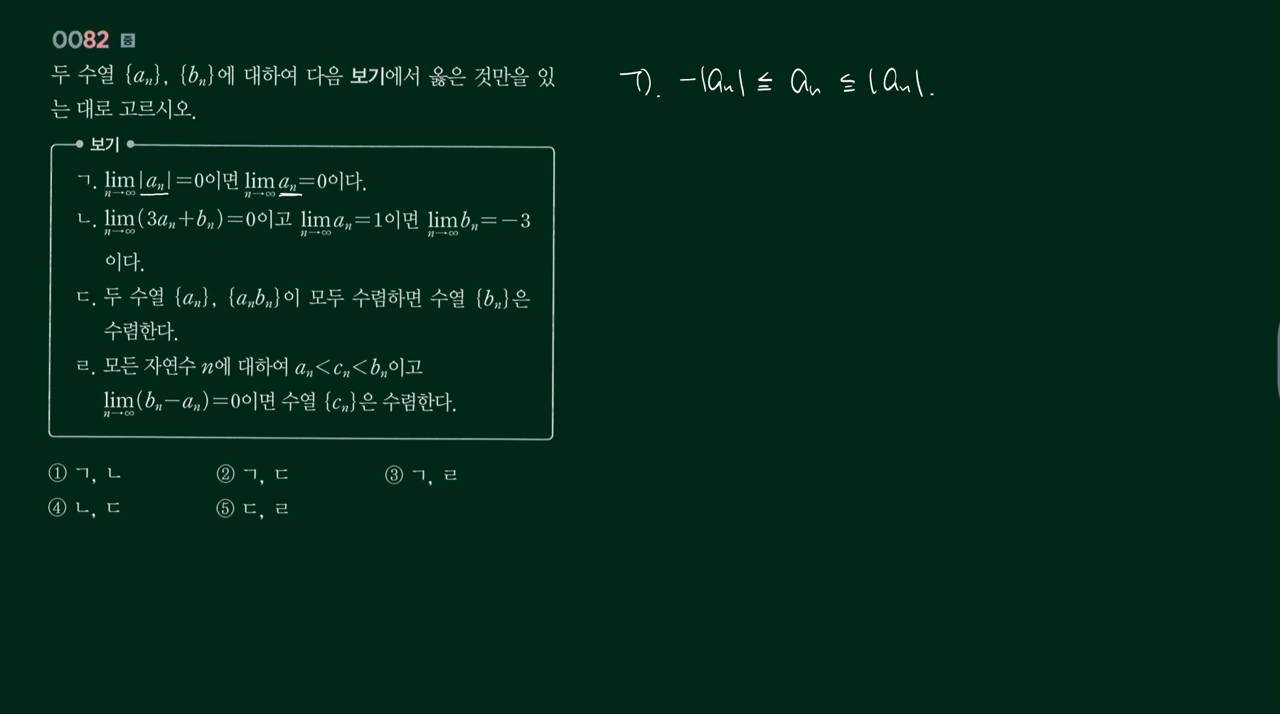 0082 중
두 수열 {aₙ}, {bₙ}에 대하여 다음 보기에서 옳은 것만을 있
는 대로 고르시오.
보기
ㄱ. lim_{n→∞} |aₙ|=0이면 lim_{n→∞} aₙ=0이다.
ㄴ. lim_{n→∞} (3aₙ+bₙ)=0이고 lim_{n→∞} aₙ=1이면 lim_{n→∞} bₙ=-3
이다.
ㄷ. 두 수열 {aₙ}, {aₙbₙ}이 모두 수렴하면 수열 {bₙ}은
수렴한다.
ㄹ. 모든 자연수 n에 대하여 aₙ<cₙ<bₙ이고
lim_{n→∞} (bₙ-aₙ)=0이면 수열 {cₙ}은 수렴한다.
① ㄱ, ㄴ ② ㄱ, ㄷ ③ ㄱ, ㄹ
④ ㄴ, ㄷ ⑤ ㄷ, ㄹ
ㄱ). -|aₙ| ≦ aₙ ≦ |aₙ|.